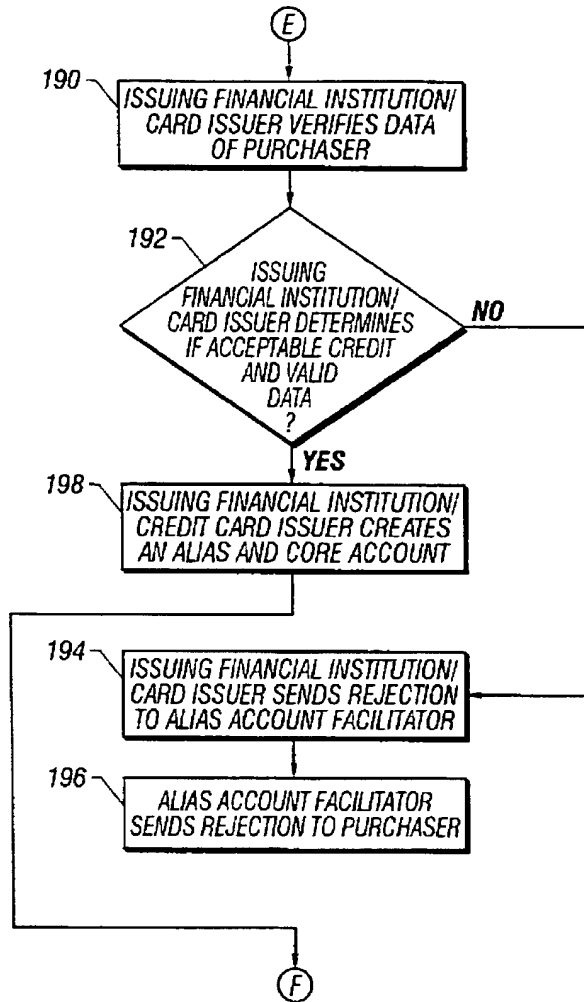 E
190
ISSUING FINANCIAL INSTITUTION/
CARD ISSUER VERIFIES DATA
OF PURCHASER
192
ISSUING
FINANCIAL INSTITUTION/
CARD ISSUER DETERMINES
IF ACCEPTABLE CREDIT
AND VALID
DATA
?
NO
YES
198
ISSUING FINANCIAL INSTITUTION/
CREDIT CARD ISSUER CREATES
AN ALIAS AND CORE ACCOUNT
194
ISSUING FINANCIAL INSTITUTION/
CARD ISSUER SENDS REJECTION
TO ALIAS ACCOUNT FACILITATOR
196
ALIAS ACCOUNT FACILITATOR
SENDS REJECTION TO PURCHASER
F